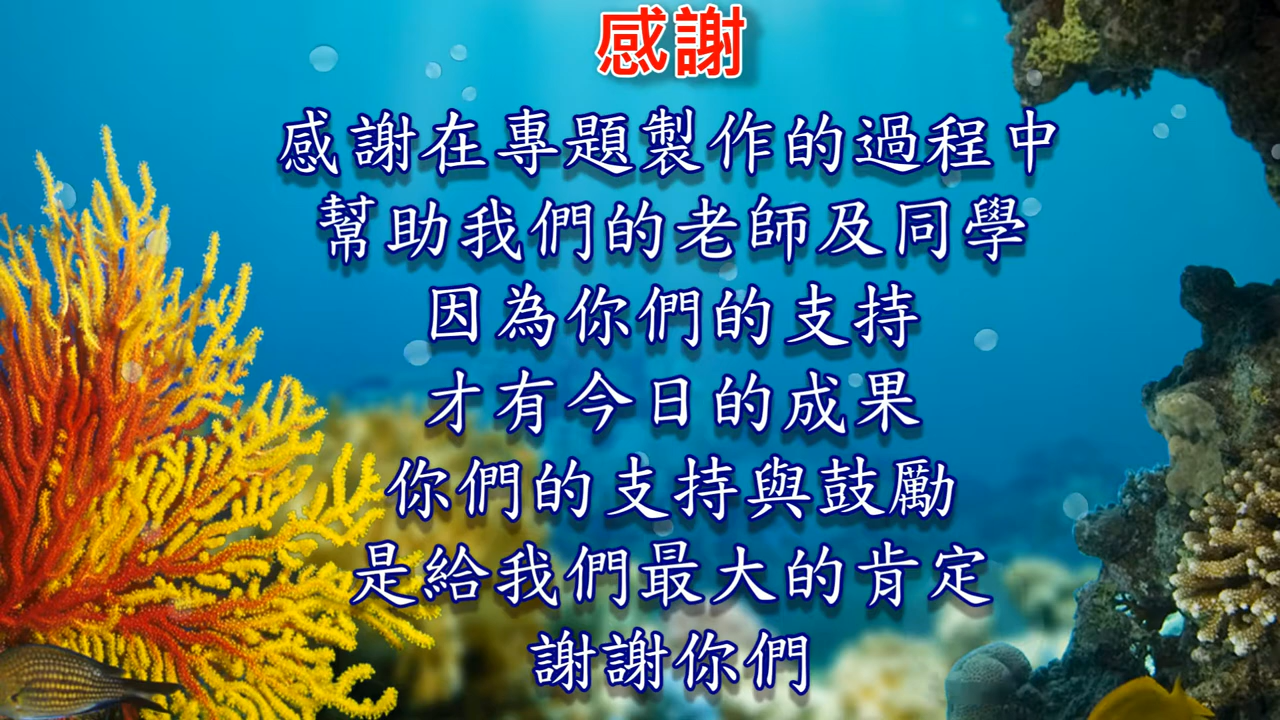 感謝
感謝在專題製作的過程中
幫助我們的老師及同學
因為你們的支持
才有今日的成果
你們的支持與鼓勵
是給我們最大的肯定
謝謝你們